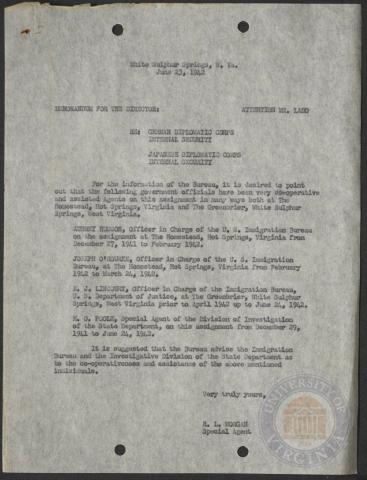 White Sulphur Springs, W. Va.
June 23, 1942
MEMORANDUM FOR THE DIRECTOR: ATTENTION MR. LADD
RE: GERMAN DIPLOMATIC CORPS
INTERNAL SECURITY
JAPANESE DIPLOMATIC CORPS
INTERNAL SECURITY
For the information of the Bureau, it is desired to point
out that the following government officials have been very co-operative
and assisted Agents on this assignment in many ways both at The
Homestead, Hot Springs, Virginia and The Greenbrier, White Sulphur
Springs, West Virginia.
Officer in Charge of the U. S. Immigration Bureau
on the assignment at The Homestead, Hot Springs, Virginia from
December 27, 1941 to February 1942.
JOSEPH O'ROURKE, Officer in Charge of the U. S. Immigration
Bureau, at The Homestead, Hot Springs, Virginia from February
1942 to March 24, 1942.
Officer in Charge of the Immigration Bureau,
U. S. Department of Justice, at The Greenbrier, White Sulphur
Springs, West Virginia prior to April 1942 up to June 24, 1942.
POOLE, Special Agent of the Division of Investigation
of the State Department, on this assignment from December 29,
1941 to June 24, 1942.
It is suggested that the Bureau advise the Immigration
Bureau and the Investigative Division of the State Department as
to the co-operativeness and assistance of the above mentioned
individuals.
Very truly yours,
H. L. MORGAN
Special Agent
UNIVERSITY OF VIRGINIA